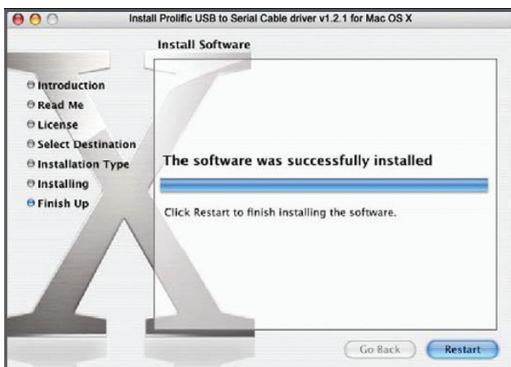 Install Prolific USB to Serial Cable driver v1.2.1 for Mac OS X
Install Software
Introduction
Read Me
License
Select Destination
Installation Type
Installing
Finish Up
The software was successfully installed
Click Restart to finish installing the software.
Go Back
Restart